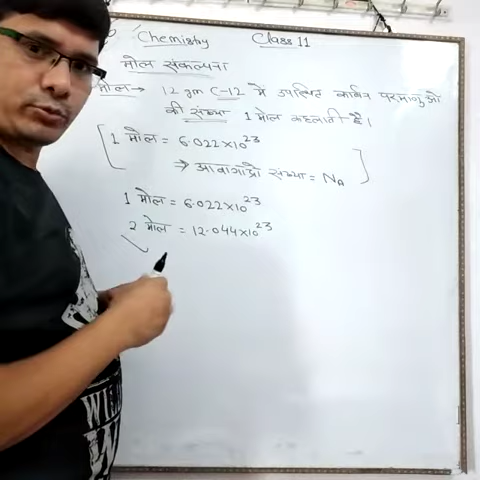 Chemistry Class 11
मोल संकल्पना
मोल → 12 gm C-12 में उपस्थित कार्बन परमाणुओ
की संख्या 1 मोल कहलाती है।
[ 1 मोल = 6.022×10²³
⇒ आवागाद्रो संख्या = N_A ]
1 मोल = 6.022×10²³
2 मोल = 12.044×10²³